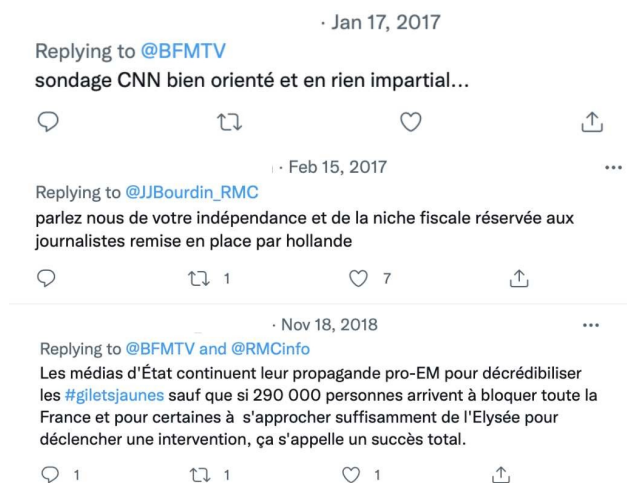 · Jan 17, 2017
Replying to @BFMTV
sondage CNN bien orienté et en rien impartial...
· Feb 15, 2017
Replying to @JJBourdin_RMC
parlez nous de votre indépendance et de la niche fiscale réservée aux
journalistes remise en place par hollande
1 7
· Nov 18, 2018
Replying to @BFMTV and @RMCinfo
Les médias d'État continuent leur propagande pro-EM pour décrédibiliser
les #giletsjaunes sauf que si 290 000 personnes arrivent à bloquer toute la
France et pour certaines à s'approcher suffisamment de l'Elysée pour
déclencher une intervention, ça s'appelle un succès total.
1 1 1